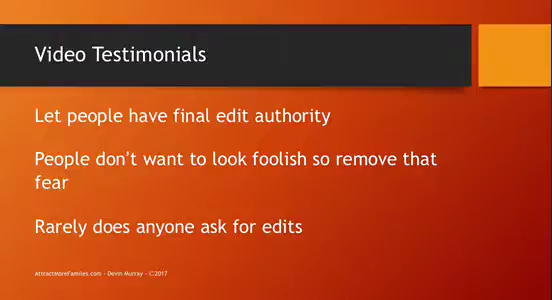 Video Testimonials
Let people have final edit authority
People don't want to look foolish so remove that
fear
Rarely does anyone ask for edits
AttractMoreFamilies.com - Devin Murray - ©2017